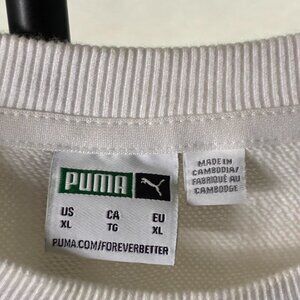 PUMA
US CA EU
XL TG XL
PUMA.COM/FOREVERBETTER
MADE IN
CAMBODIA/
FABRIQUÉ AU
CAMBODGE